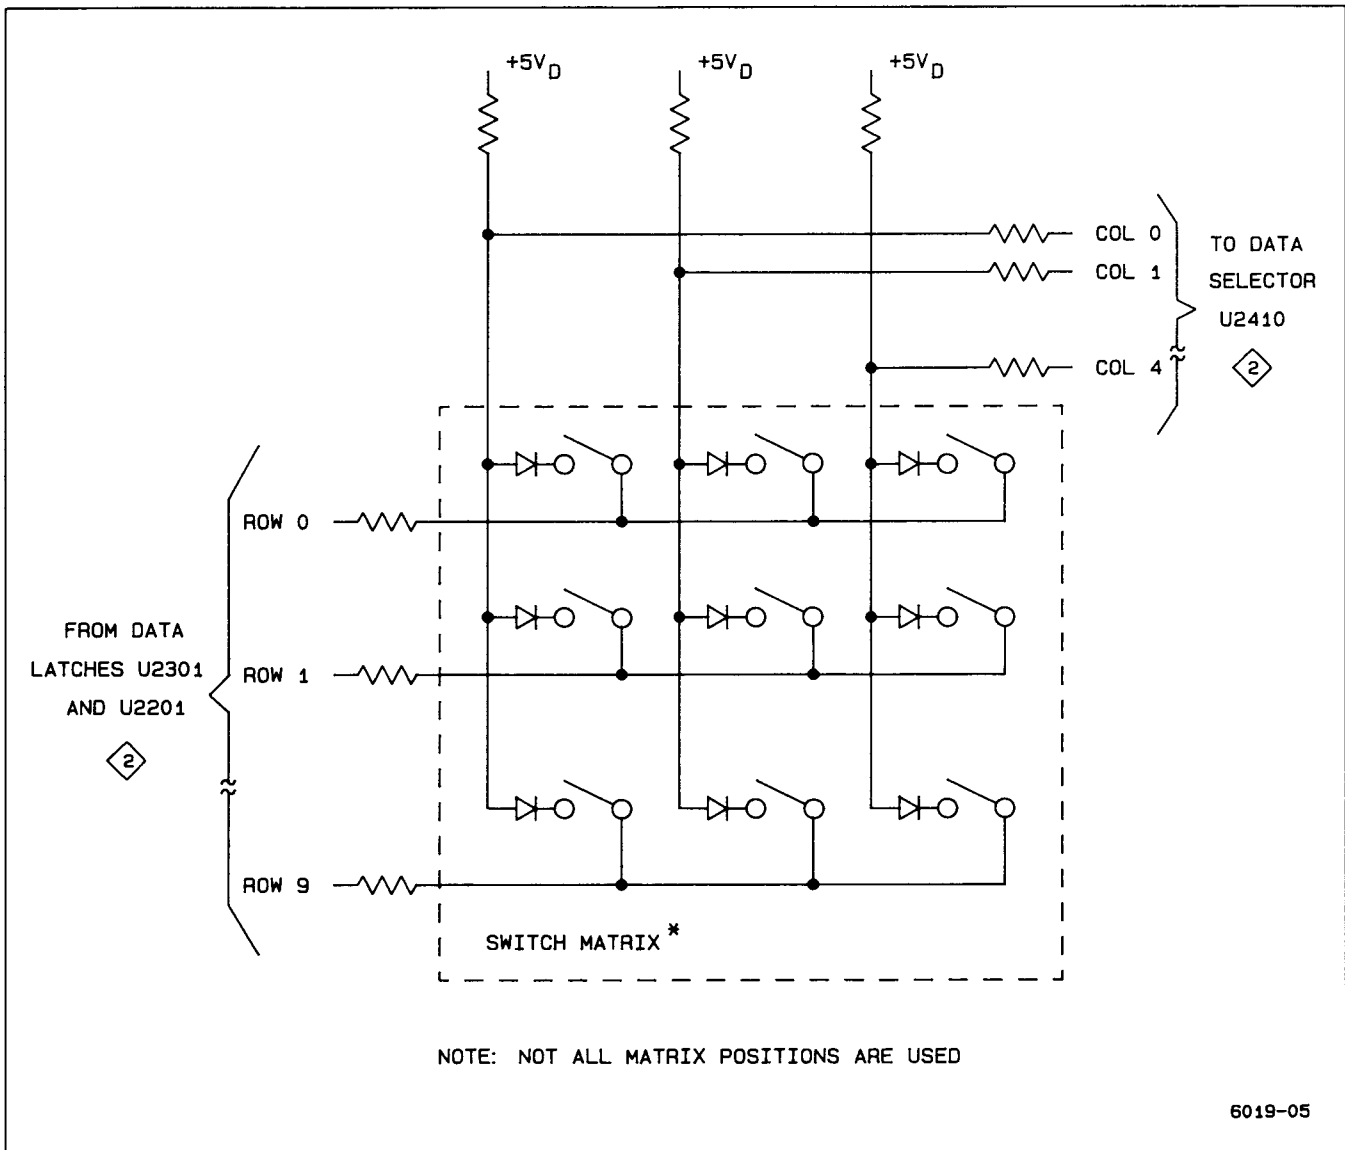 +5VD +5VD +5VD
COL 0
COL 1
COL 4
TO DATA
SELECTOR
U2410
2
ROW 0
ROW 1
ROW 9
FROM DATA
LATCHES U2301
AND U2201
2
SWITCH MATRIX*
NOTE: NOT ALL MATRIX POSITIONS ARE USED
6019-05